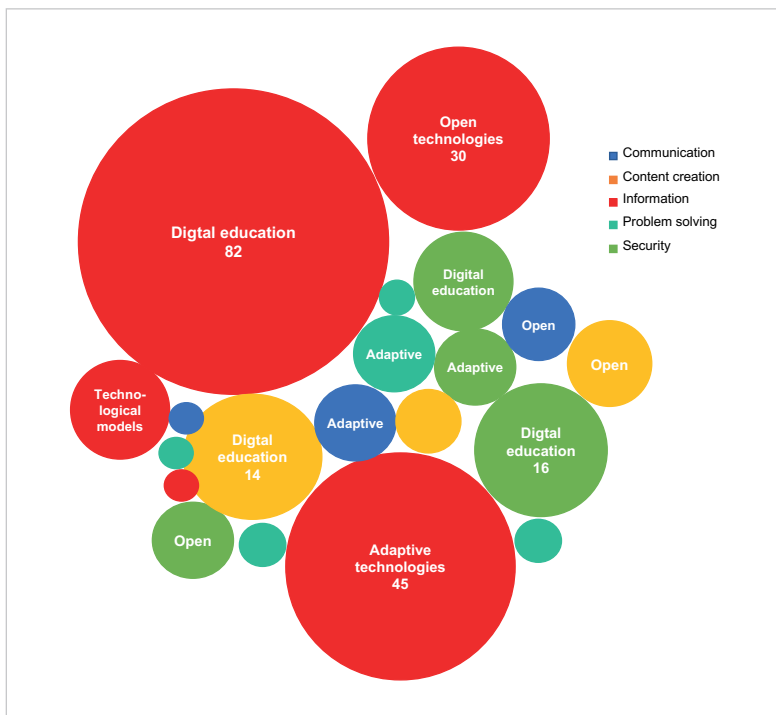 Open
technologies
30
Digtal education
82
Communication
Content creation
Information
Problem solving
Security
Digital
education
Open
Adaptive
Adaptive
Open
Techno-
logical
models
Adaptive
Digtal
education
14
Digtal
education
16
Open
Adaptive
technologies
45